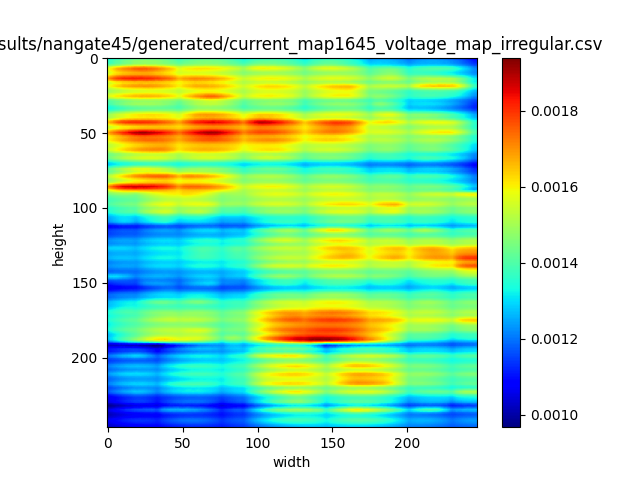 sults/nangate45/generated/current_map1645_voltage_map_irregular.csv
0
50
100
150
200
height
0 50 100 150 200
width
0.0018
0.0016
0.0014
0.0012
0.0010